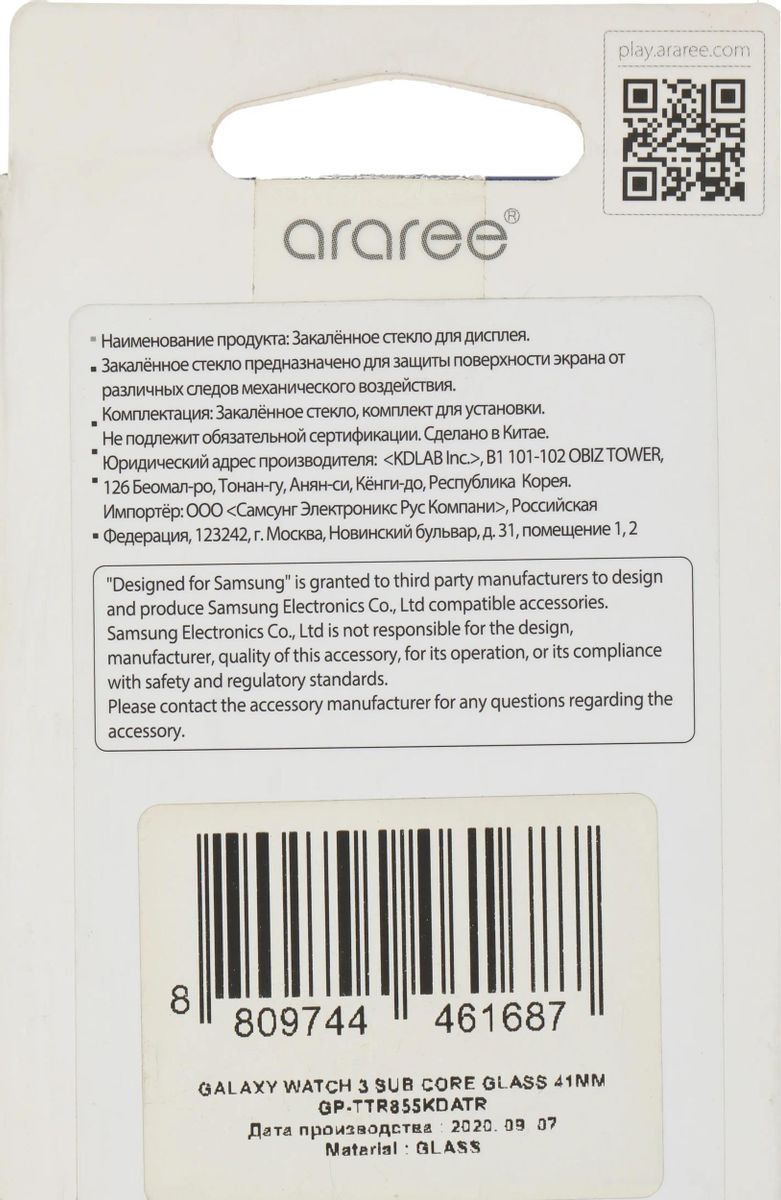 play.araree.com
araree®
Наименование продукта: Закалённое стекло для дисплея.
Закалённое стекло предназначено для защиты поверхности экрана от
различных следов механического воздействия.
Комплектация: Закалённое стекло, комплект для установки.
Не подлежит обязательной сертификации. Сделано в Китае.
Юридический адрес производителя: <KDLAB Inc.>, B1 101-102 OBIZ TOWER,
126 Беомал-ро, Тонан-гу, Анян-си, Кёнги-до, Республика Корея.
Импортёр: ООО <Самсунг Электроникс Рус Компани>, Российская
Федерация, 123242, г. Москва, Новинский бульвар, д. 31, помещение 1, 2
"Designed for Samsung" is granted to third party manufacturers to design
and produce Samsung Electronics Co., Ltd compatible accessories.
Samsung Electronics Co., Ltd is not responsible for the design,
manufacturer, quality of this accessory, for its operation, or its compliance
with safety and regulatory standards.
Please contact the accessory manufacturer for any questions regarding the
accessory.
8 809744 461687
GALAXY WATCH 3 SUB CORE GLASS 41MM
GP-TTR855KDATR
Дата производства : 2020. 09. 07
Material : GLASS